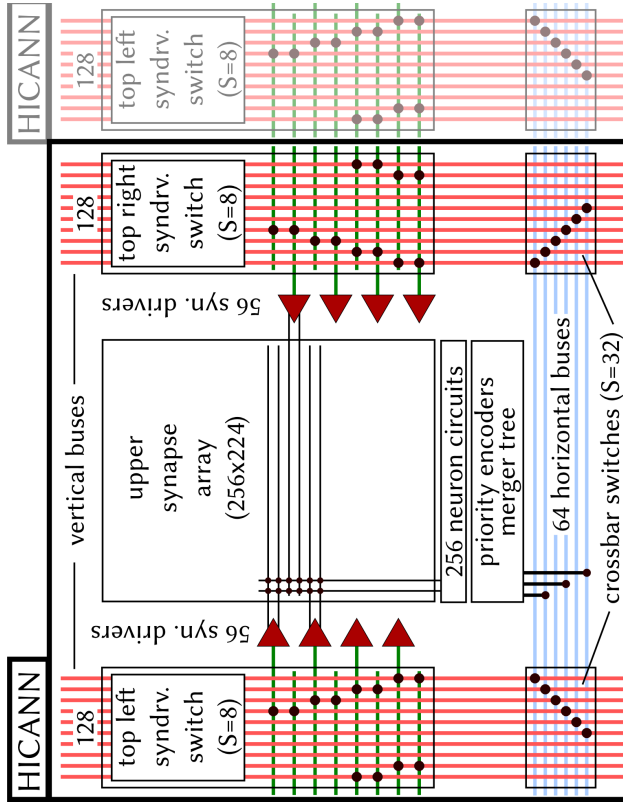 HICANN
128
top left
syndrv.
switch
(S=8)
128
top right
syndrv.
switch
(S=8)
56 syn. drivers
vertical buses
upper
synapse
array
(256x224)
256 neuron circuits
priority encoders
merger tree
64 horizontal buses
crossbar switches (S=32)
56 syn. drivers
HICANN
128
top left
syndrv.
switch
(S=8)